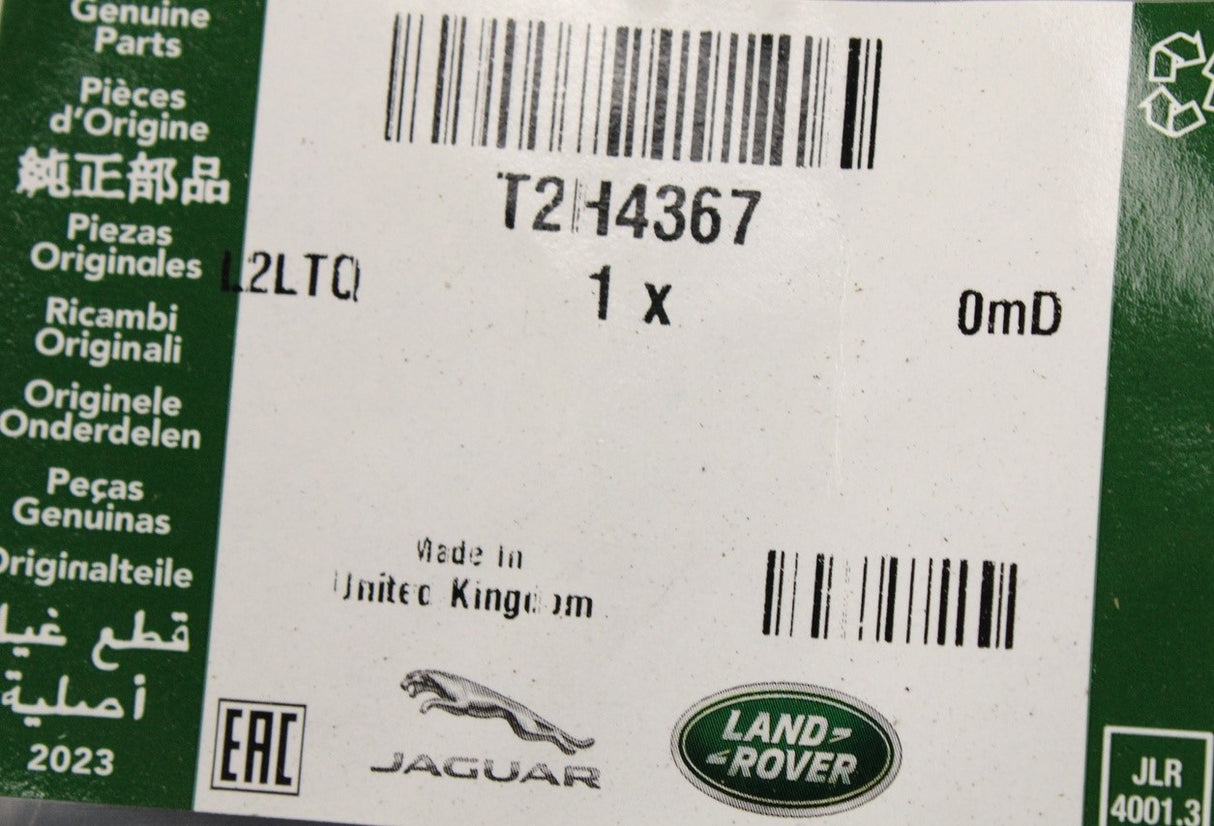 Genuine
Parts
Pièces
d'Origine
純正部品
Piezas
Originales
Ricambi
Originali
Originele
Onderdelen
Peças
Genuinas
Originalteile
قطع غيا
أصلية
2023
T2H4367
L2LTQ
1 x
0mD
Made in
United Kingdom
EAC
JAGUAR
LAND
ROVER
JLR
4001.3